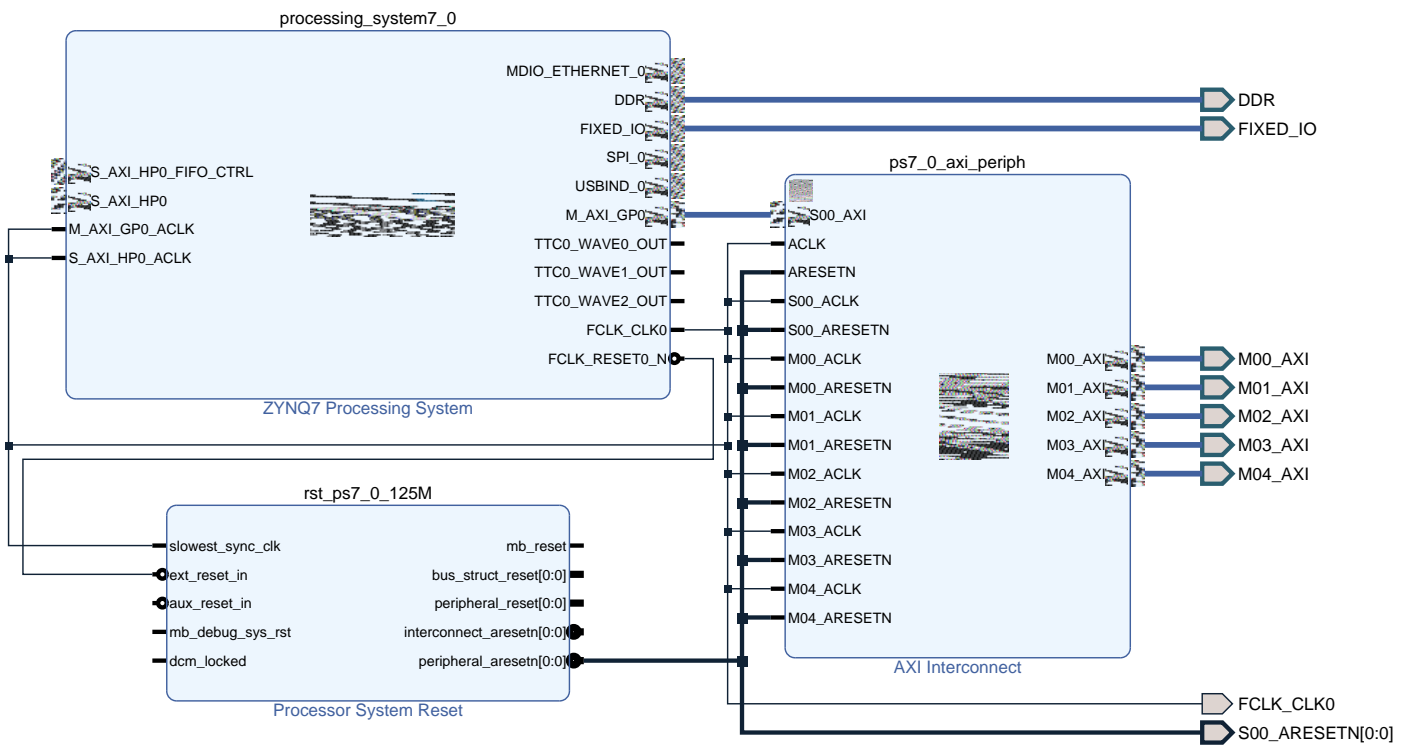 processing_system7_0
MDIO_ETHERNET_0
DDR
FIXED_IO
SPI_0
USBIND_0
M_AXI_GP0
TTC0_WAVE0_OUT
TTC0_WAVE1_OUT
TTC0_WAVE2_OUT
FCLK_CLK0
FCLK_RESET0_N
S_AXI_HP0_FIFO_CTRL
S_AXI_HP0
M_AXI_GP0_ACLK
S_AXI_HP0_ACLK
ZYNQ7 Processing System
DDR
FIXED_IO
ps7_0_axi_periph
S00_AXI
ACLK
ARESETN
S00_ACLK
S00_ARESETN
M00_ACLK
M00_ARESETN
M01_ACLK
M01_ARESETN
M02_ACLK
M02_ARESETN
M03_ACLK
M03_ARESETN
M04_ACLK
M04_ARESETN
M00_AXI
M01_AXI
M02_AXI
M03_AXI
M04_AXI
AXI Interconnect
M00_AXI
M01_AXI
M02_AXI
M03_AXI
M04_AXI
rst_ps7_0_125M
slowest_sync_clk
ext_reset_in
aux_reset_in
mb_debug_sys_rst
dcm_locked
mb_reset
bus_struct_reset[0:0]
peripheral_reset[0:0]
interconnect_aresetn[0:0]
peripheral_aresetn[0:0]
Processor System Reset
FCLK_CLK0
S00_ARESETN[0:0]